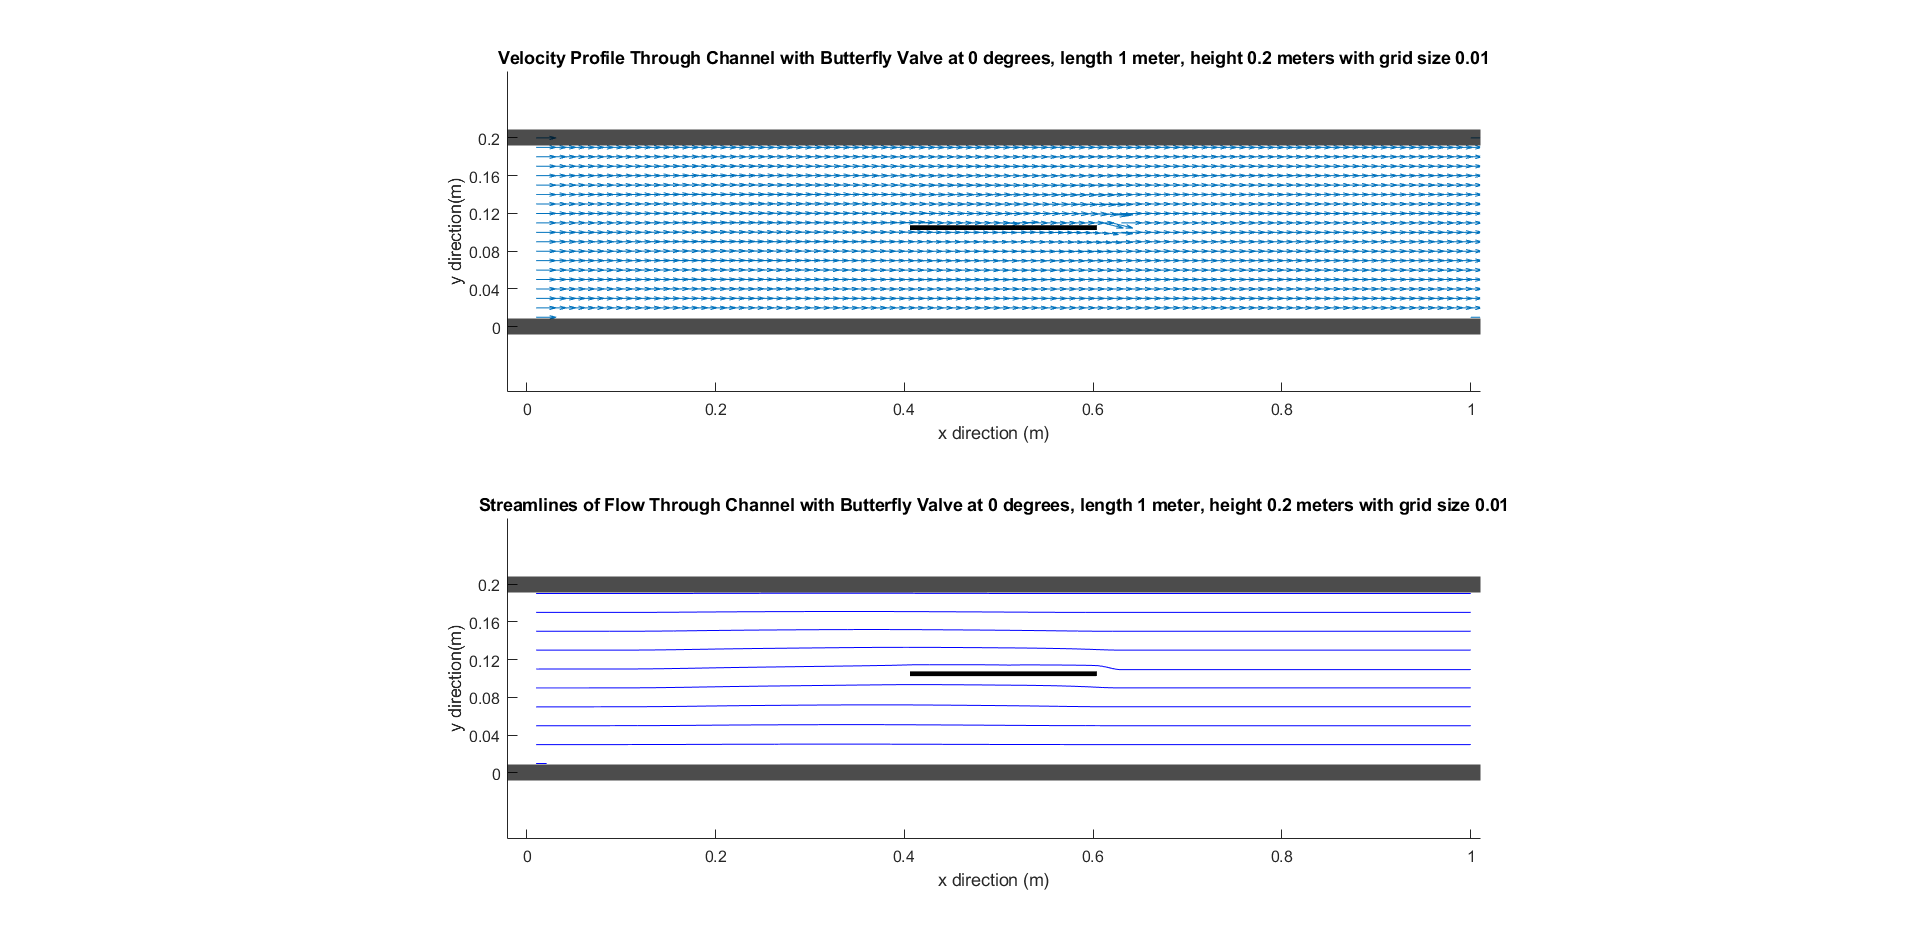 Velocity Profile Through Channel with Butterfly Valve at 0 degrees, length 1 meter, height 0.2 meters with grid size 0.01
0.2
0.16
0.12
0.08
0.04
0
y direction(m)
0 0.2 0.4 0.6 0.8 1
x direction (m)
Streamlines of Flow Through Channel with Butterfly Valve at 0 degrees, length 1 meter, height 0.2 meters with grid size 0.01
0.2
0.16
0.12
0.08
0.04
0
y direction(m)
0 0.2 0.4 0.6 0.8 1
x direction (m)